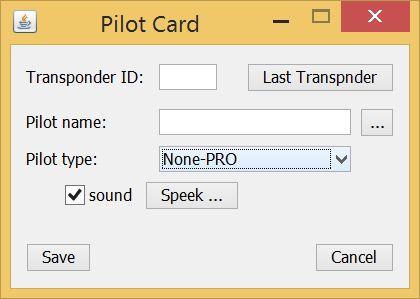 Pilot Card
Transponder ID: Last Transpnder
Pilot name: ...
Pilot type: None-PRO
sound Speek ...
Save Cancel